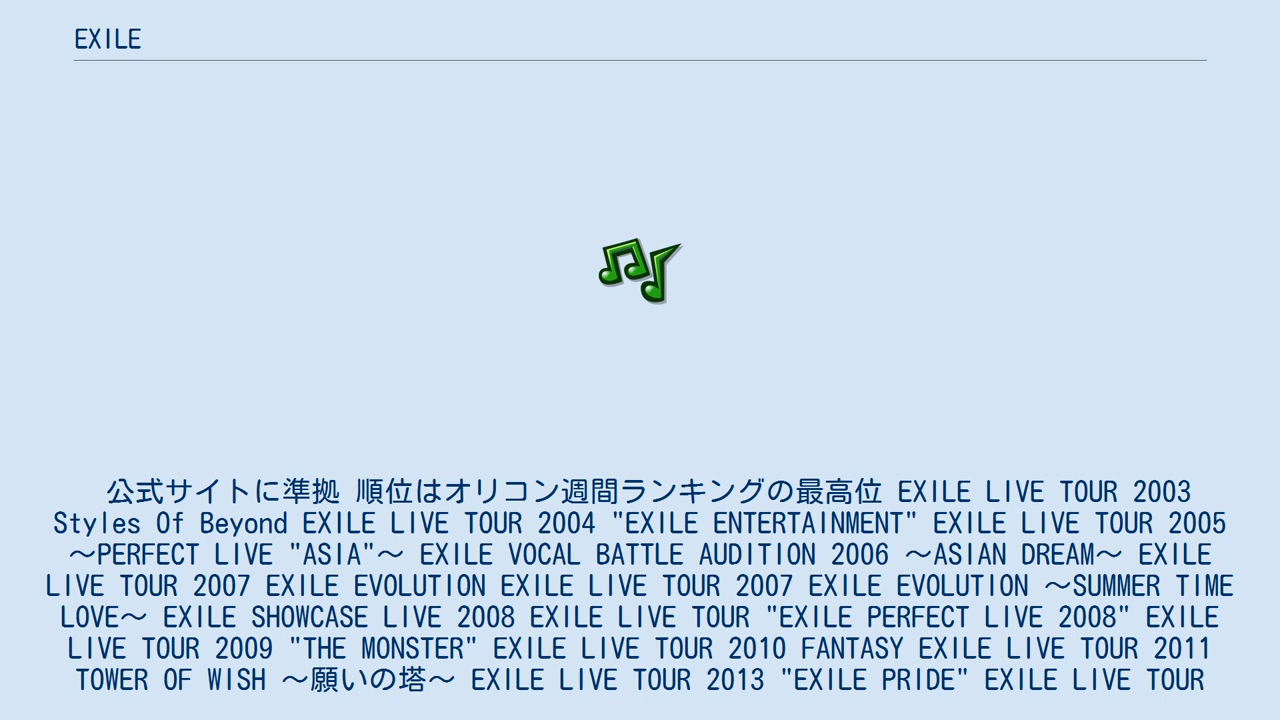 EXILE
公式サイトに準拠 順位はオリコン週間ランキングの最高位 EXILE LIVE TOUR 2003
Styles Of Beyond EXILE LIVE TOUR 2004 "EXILE ENTERTAINMENT" EXILE LIVE TOUR 2005
～PERFECT LIVE "ASIA"～ EXILE VOCAL BATTLE AUDITION 2006 ～ASIAN DREAM～ EXILE
LIVE TOUR 2007 EXILE EVOLUTION EXILE LIVE TOUR 2007 EXILE EVOLUTION ～SUMMER TIME
LOVE～ EXILE SHOWCASE LIVE 2008 EXILE LIVE TOUR "EXILE PERFECT LIVE 2008" EXILE
LIVE TOUR 2009 "THE MONSTER" EXILE LIVE TOUR 2010 FANTASY EXILE LIVE TOUR 2011
TOWER OF WISH ～願いの塔～ EXILE LIVE TOUR 2013 "EXILE PRIDE" EXILE LIVE TOUR